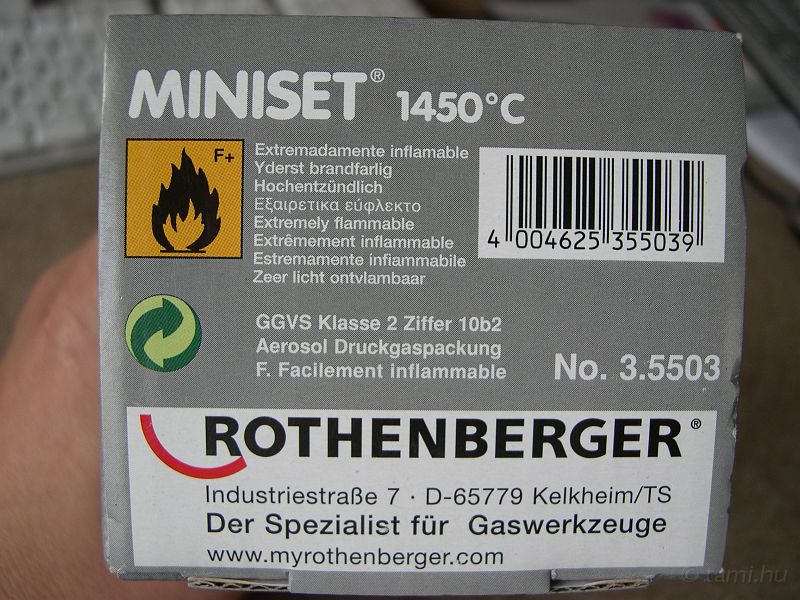 MINISET® 1450°C
F+
Extremadamente inflamable
Yderst brandfarlig
Hochentzündlich
Εξαιρετικα εύφλεκτο
Extremely flammable
Extrêmement inflammable
Estremamente inflammabile
Zeer licht ontvlambaar
4 004625 355039
GGVS Klasse 2 Ziffer 10b2
Aerosol Druckgaspackung
F. Facilement inflammable
No. 3.5503
ROTHENBERGER®
Industriestraße 7 · D-65779 Kelkheim/TS
Der Spezialist für Gaswerkzeuge
www.myrothenberger.com
© tami.hu